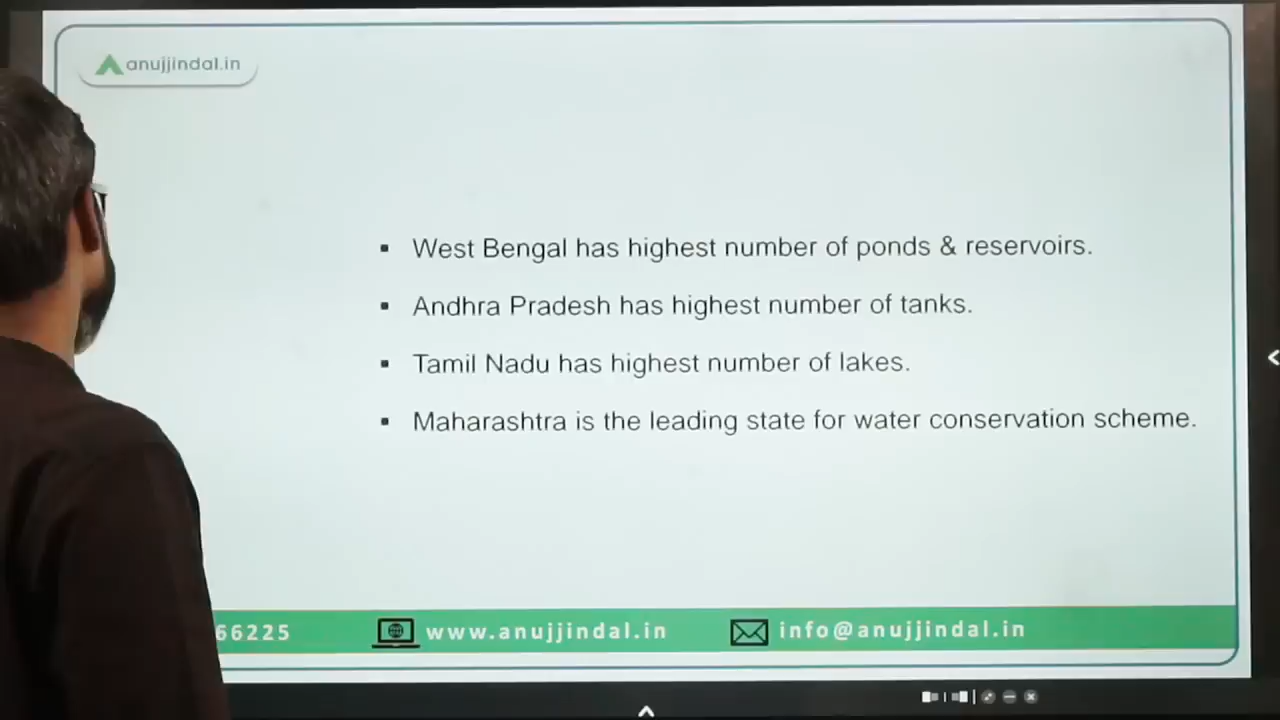 anujjindal.in
▪ West Bengal has highest number of ponds & reservoirs.
▪ Andhra Pradesh has highest number of tanks.
▪ Tamil Nadu has highest number of lakes.
▪ Maharashtra is the leading state for water conservation scheme.
66225
www.anujjindal.in
info@anujjindal.in